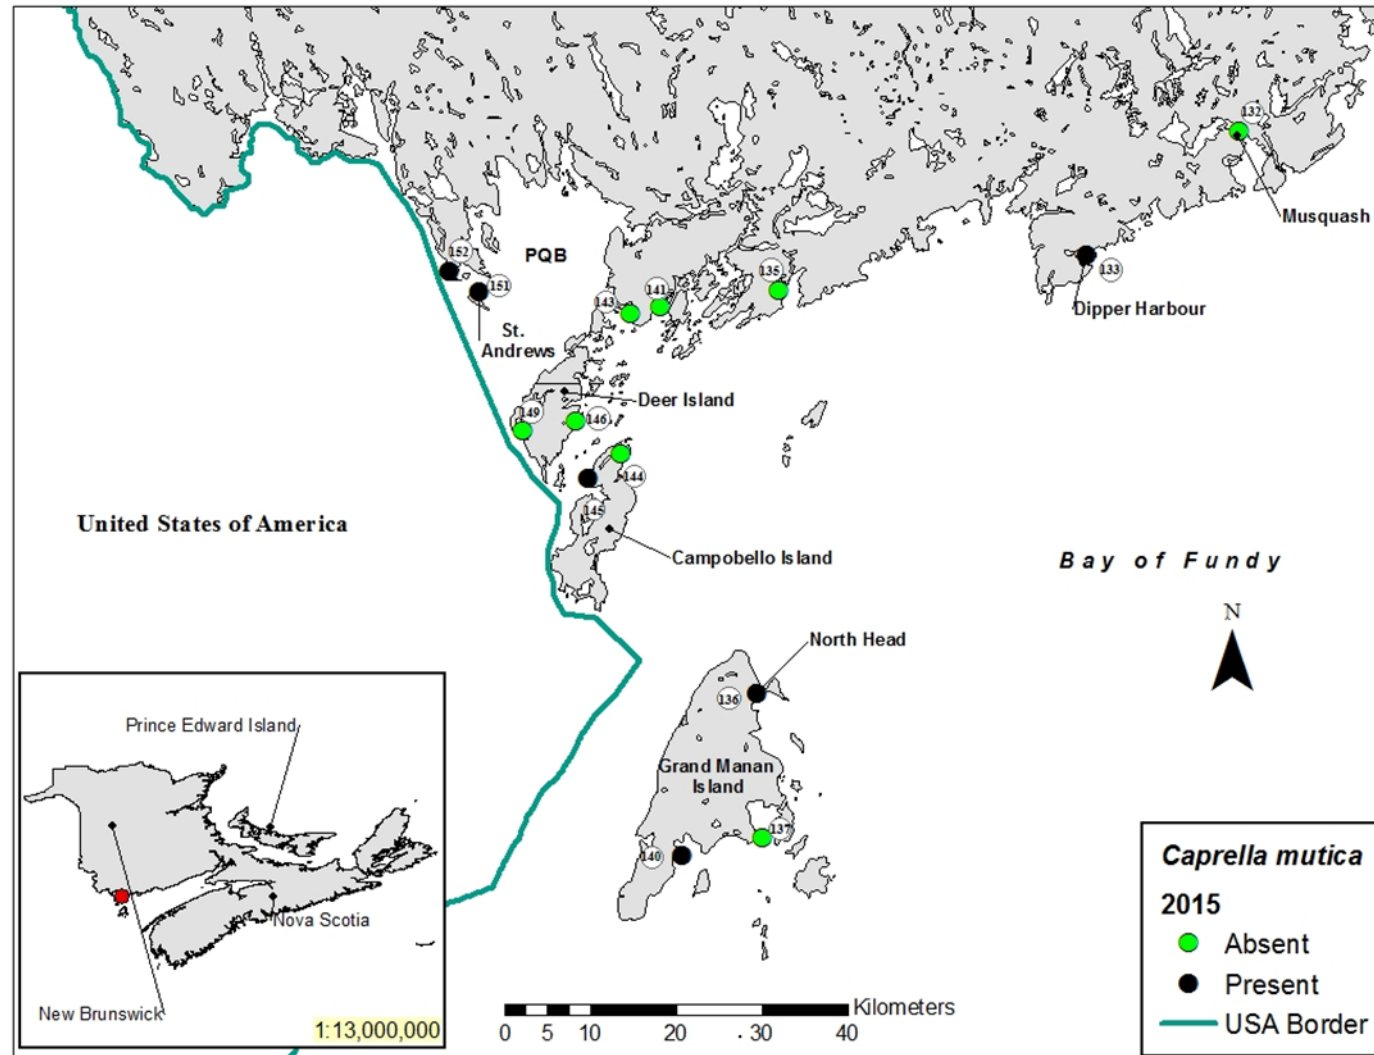 132
Musquash
152
PQB
151
135
133
143
141
Dipper Harbour
St.
Andrews
Deer Island
149
146
144
145
United States of America
Campobello Island
Bay of Fundy
N
North Head
136
Grand Manan
Island
137
140
Prince Edward Island
Nova Scotia
New Brunswick
1:13,000,000
Kilometers
0 5 10 20 30 40
Caprella mutica
2015
Absent
Present
USA Border